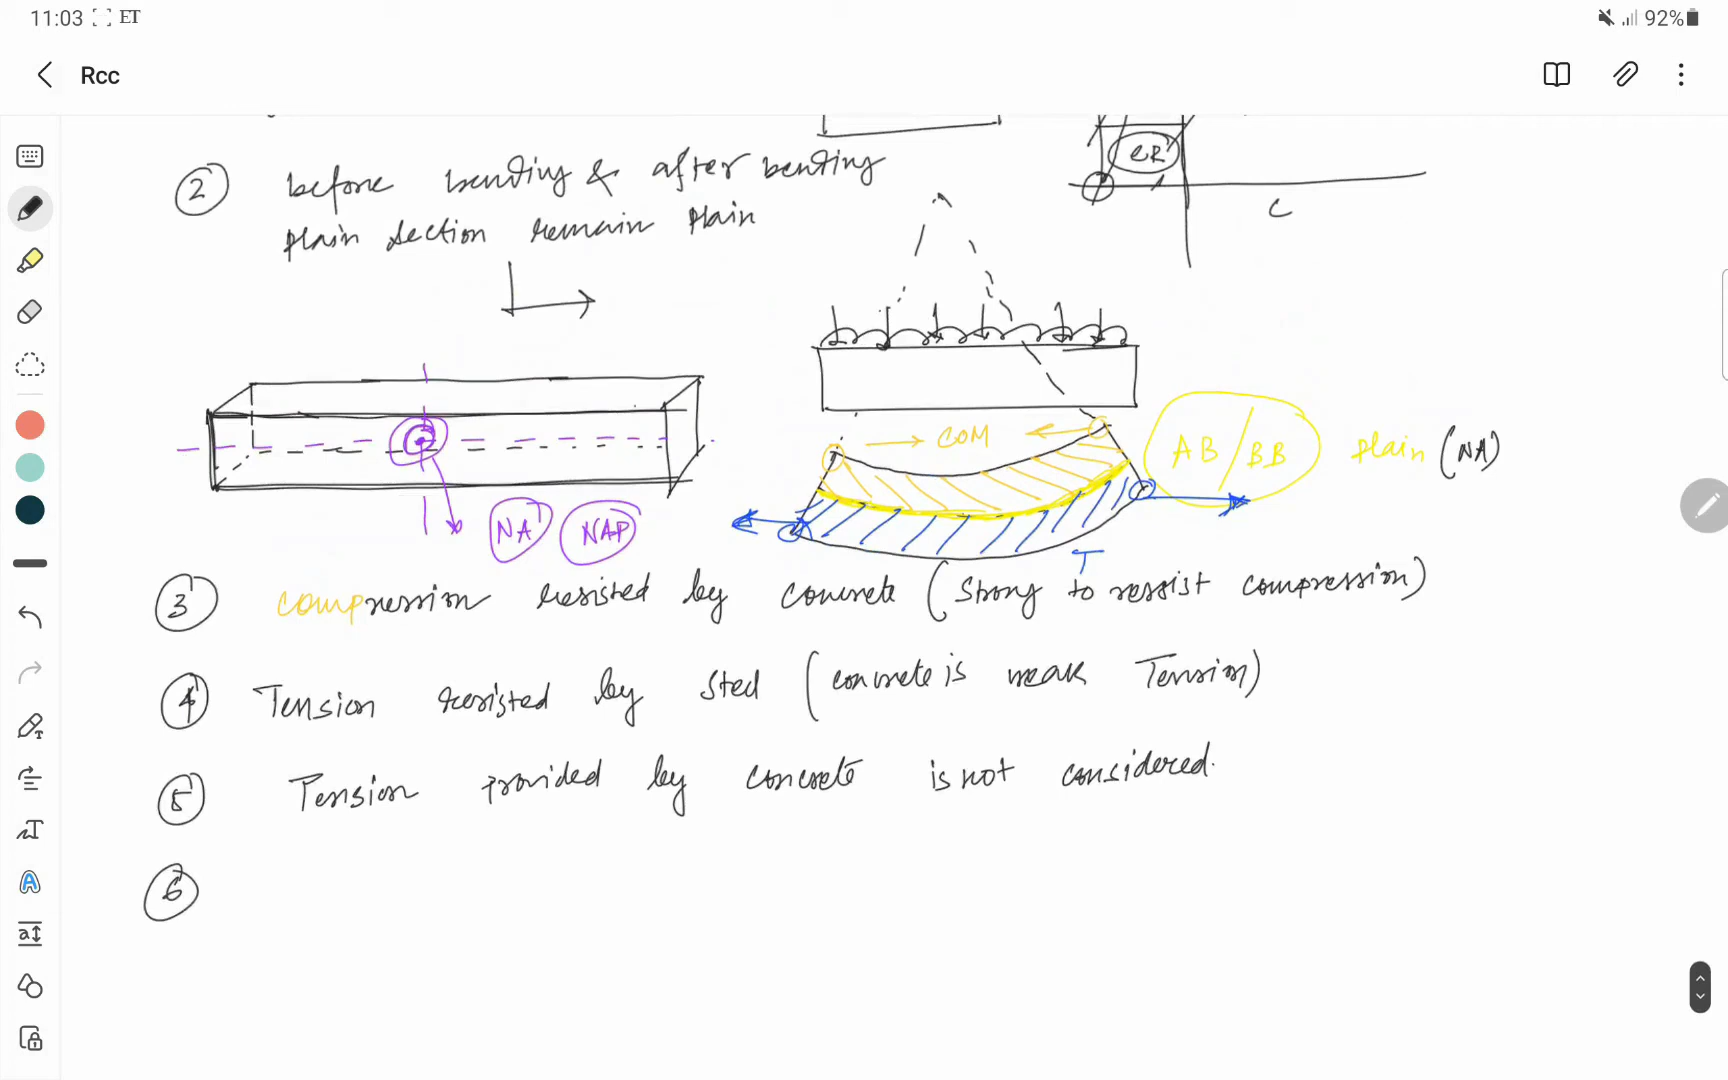 11:03 ET 92%
Rcc
CR
② before bending & after bending
plain section remain plain
C
→ COM ←
AB / BB plain (NA)
NA NAP
T
③ compression resisted by concrete (Strong to ressist compression)
④ Tension resisted by steel (concrete is weak Tension)
⑤ Tension provided by concrete is not considered.
⑥